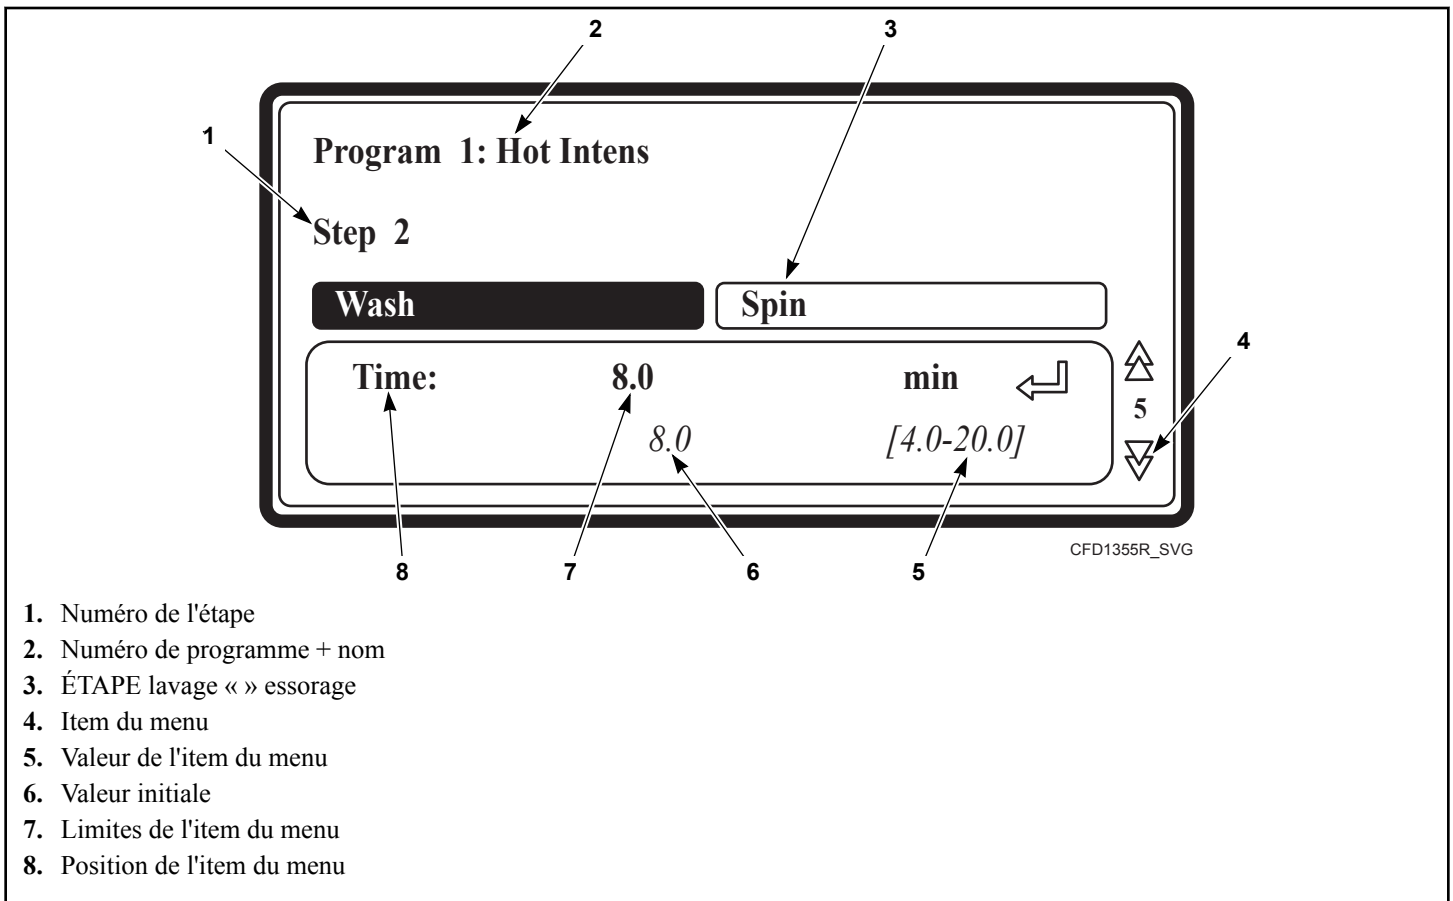 2 3
1
Program 1: Hot Intens
Step 2
Wash Spin
4
Time: 8.0 min
5
8.0 [4.0-20.0]
CFD1355R_SVG
8 7 6 5
1. Numéro de l'étape
2. Numéro de programme + nom
3. ÉTAPE lavage « » essorage
4. Item du menu
5. Valeur de l'item du menu
6. Valeur initiale
7. Limites de l'item du menu
8. Position de l'item du menu